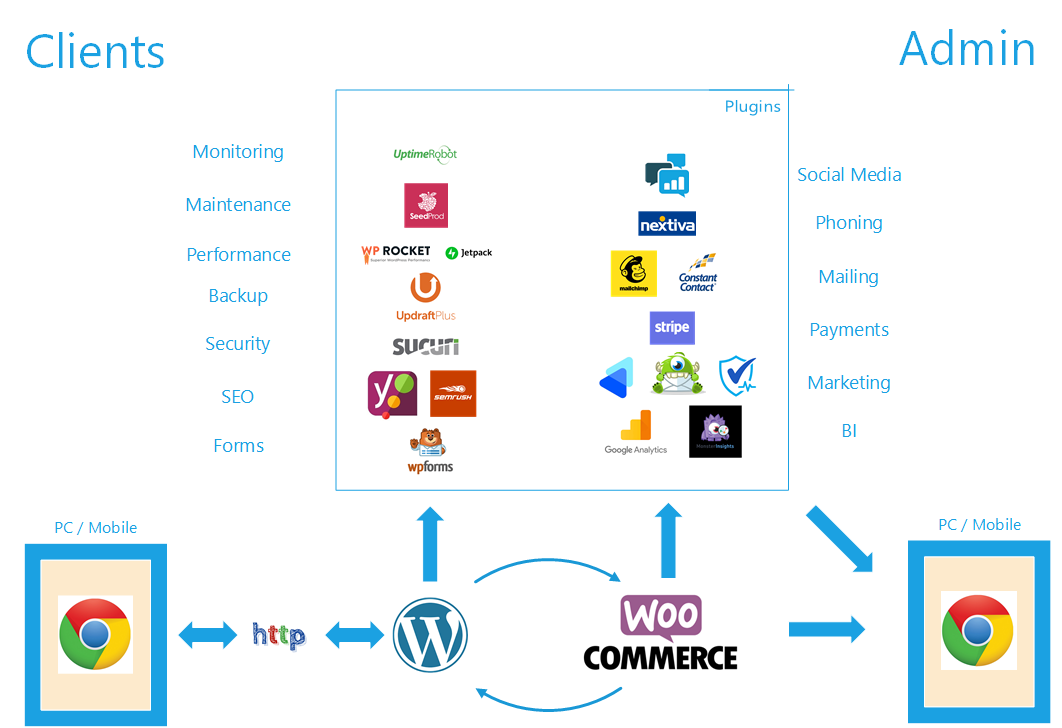 Clients
Admin
Plugins
Monitoring
UptimeRobot
Social Media
Maintenance
SeedProd
nextiva
Phoning
Performance
WP ROCKET
Superior WordPress Performance
Jetpack
mailchimp
Constant
Contact
Mailing
Backup
UpdraftPlus
stripe
Payments
Security
sucuri
SEO
y
SEMRUSH
Marketing
Forms
wpforms
Google Analytics
MonsterInsights
BI
PC / Mobile
PC / Mobile
http
W
WOO
COMMERCE